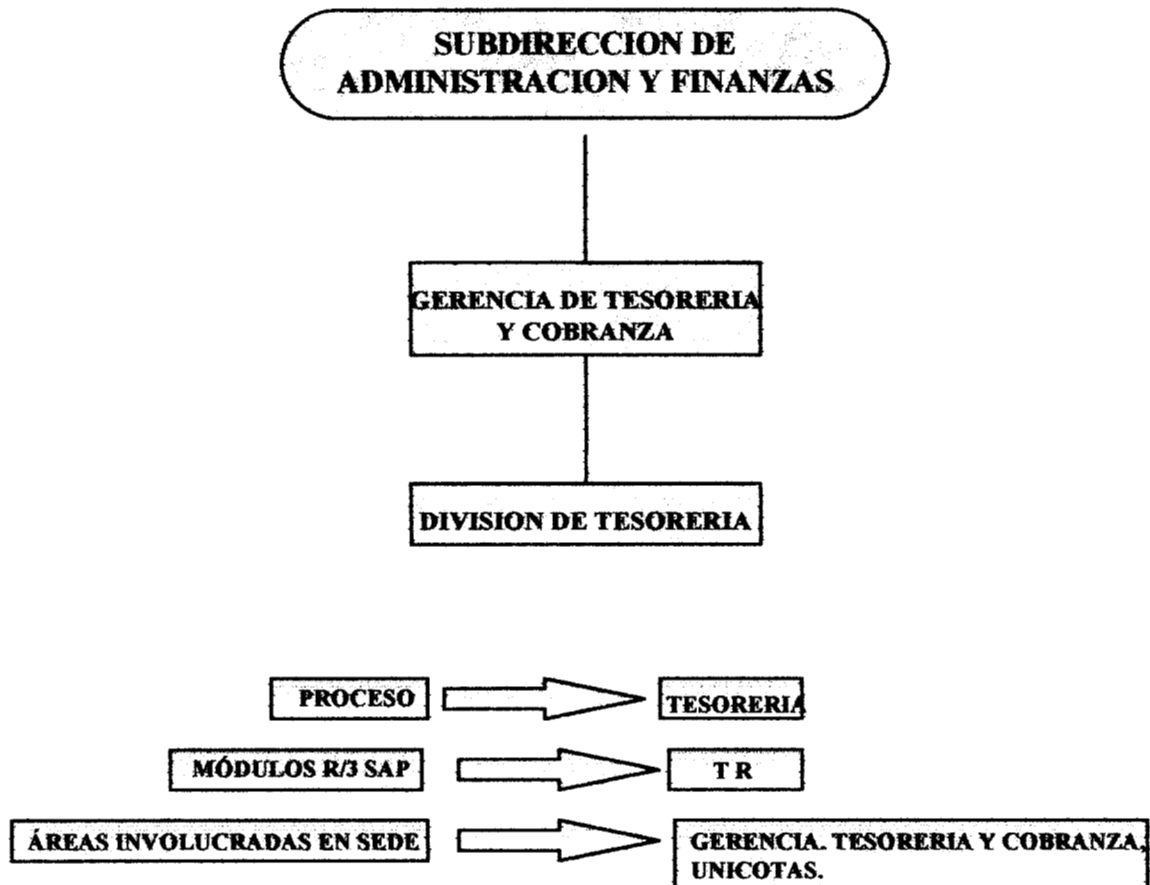 SUBDIRECCION DE
ADMINISTRACION Y FINANZAS
GERENCIA DE TESORERIA
Y COBRANZA
DIVISION DE TESORERIA
PROCESO
TESORERIA
MÓDULOS R/3 SAP
T R
ÁREAS INVOLUCRADAS EN SEDE
GERENCIA. TESORERIA Y COBRANZA,
UNICOTAS.